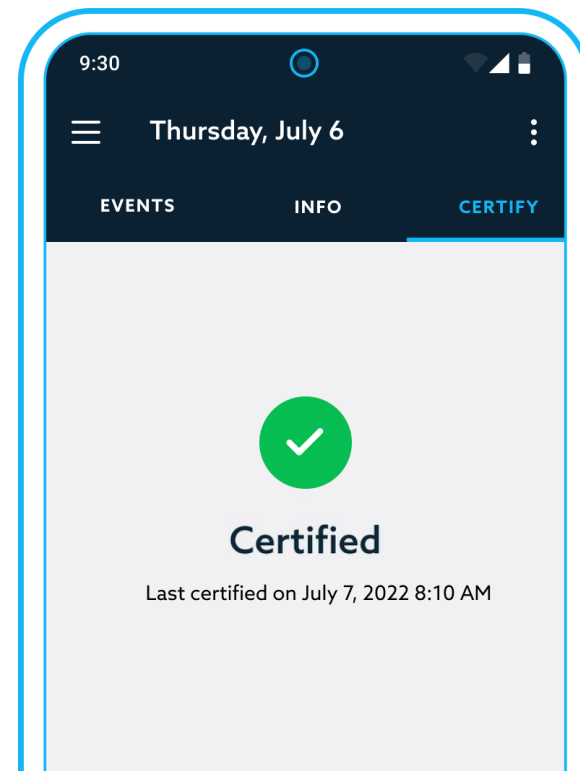 9:30
Thursday, July 6
EVENTS INFO CERTIFY
Certified
Last certified on July 7, 2022 8:10 AM